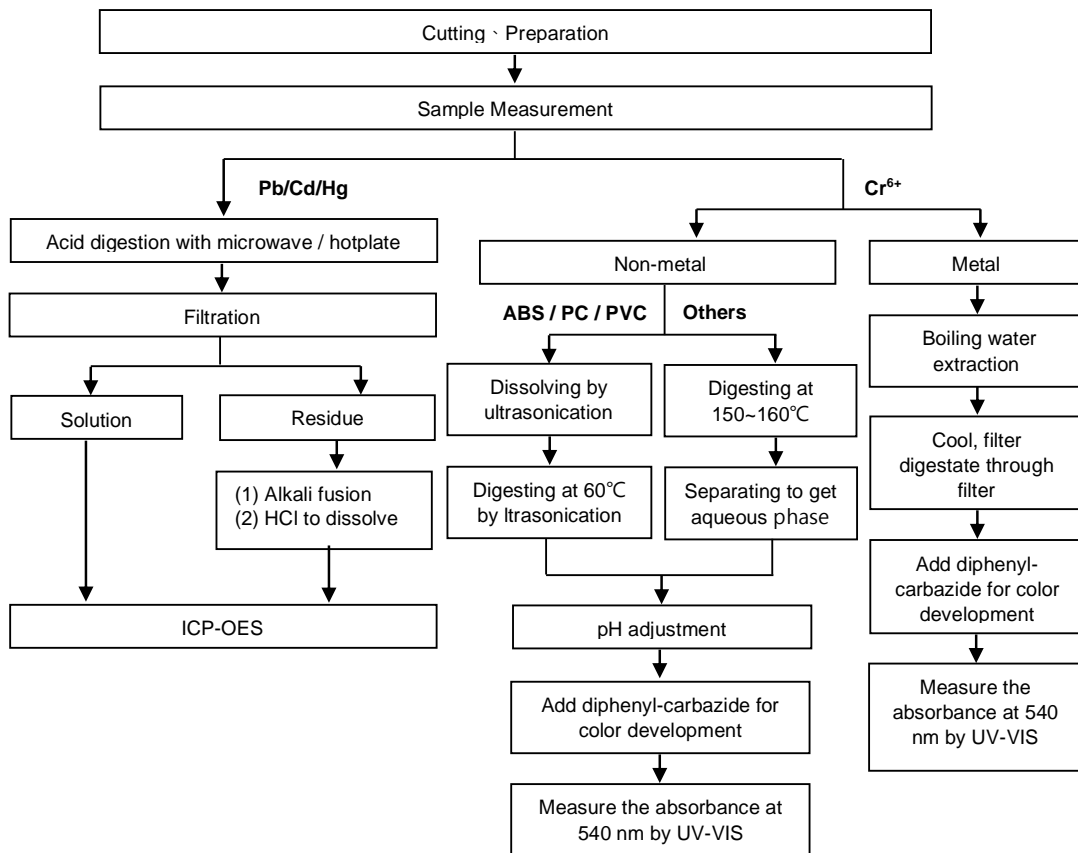 Cutting、Preparation
Sample Measurement
Pb/Cd/Hg
Cr⁶⁺
Acid digestion with microwave / hotplate
Filtration
Solution
Residue
(1) Alkali fusion
(2) HCl to dissolve
ICP-OES
Non-metal
ABS / PC / PVC
Others
Dissolving by
ultrasonication
Digesting at 60℃
by ltrasonication
Digesting at
150~160℃
Separating to get
aqueous phase
pH adjustment
Add diphenyl-carbazide for
color development
Measure the absorbance at
540 nm by UV-VIS
Metal
Boiling water
extraction
Cool, filter
digestate through
filter
Add diphenyl-
carbazide for color
development
Measure the
absorbance at 540
nm by UV-VIS